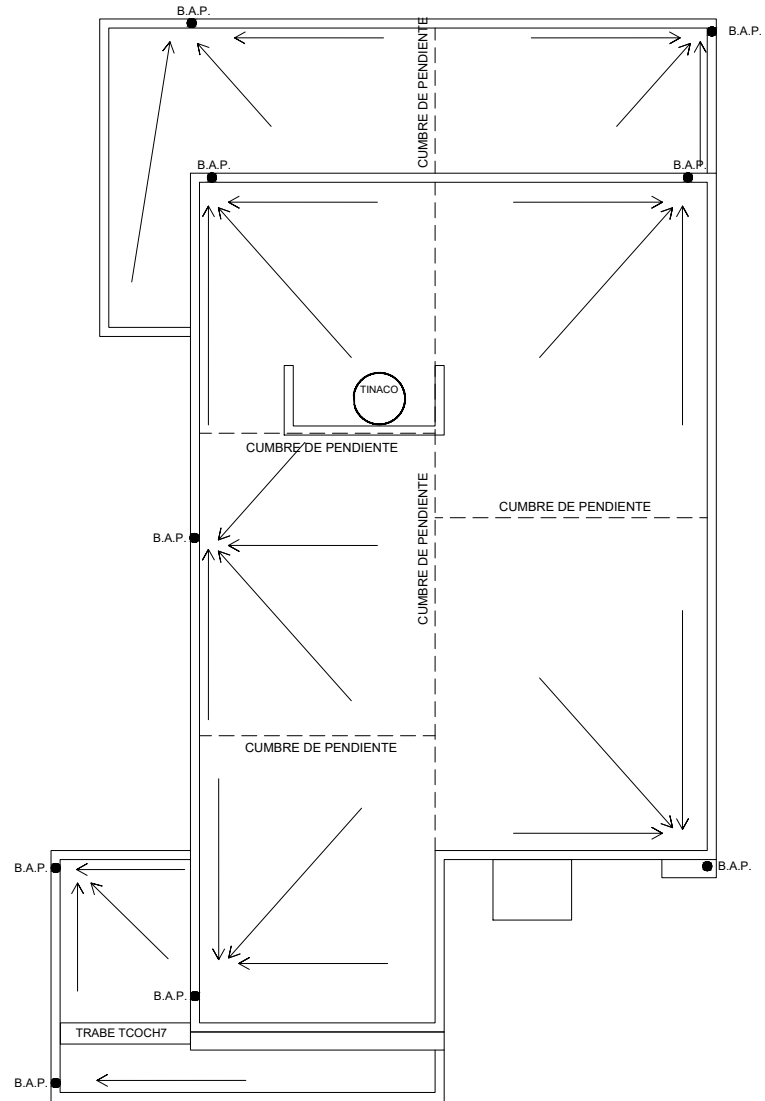 B.A.P.
B.A.P.
CUMBRE DE PENDIENTE
B.A.P.
B.A.P.
TINACO
CUMBRE DE PENDIENTE
CUMBRE DE PENDIENTE
CUMBRE DE PENDIENTE
B.A.P.
CUMBRE DE PENDIENTE
B.A.P.
B.A.P.
B.A.P.
TRABE TCOCH7
B.A.P.